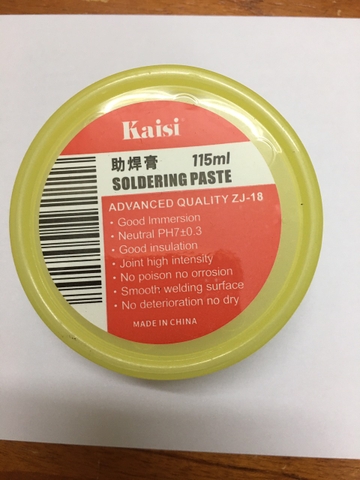 Kaisi
助焊膏 115ml
SOLDERING PASTE
ADVANCED QUALITY ZJ-18
• Good Immersion
• Neutral PH7±0.3
• Good insulation
• Joint high intensity
• No poison no orrosion
• Smooth welding surface
• No deterioration no dry
MADE IN CHINA